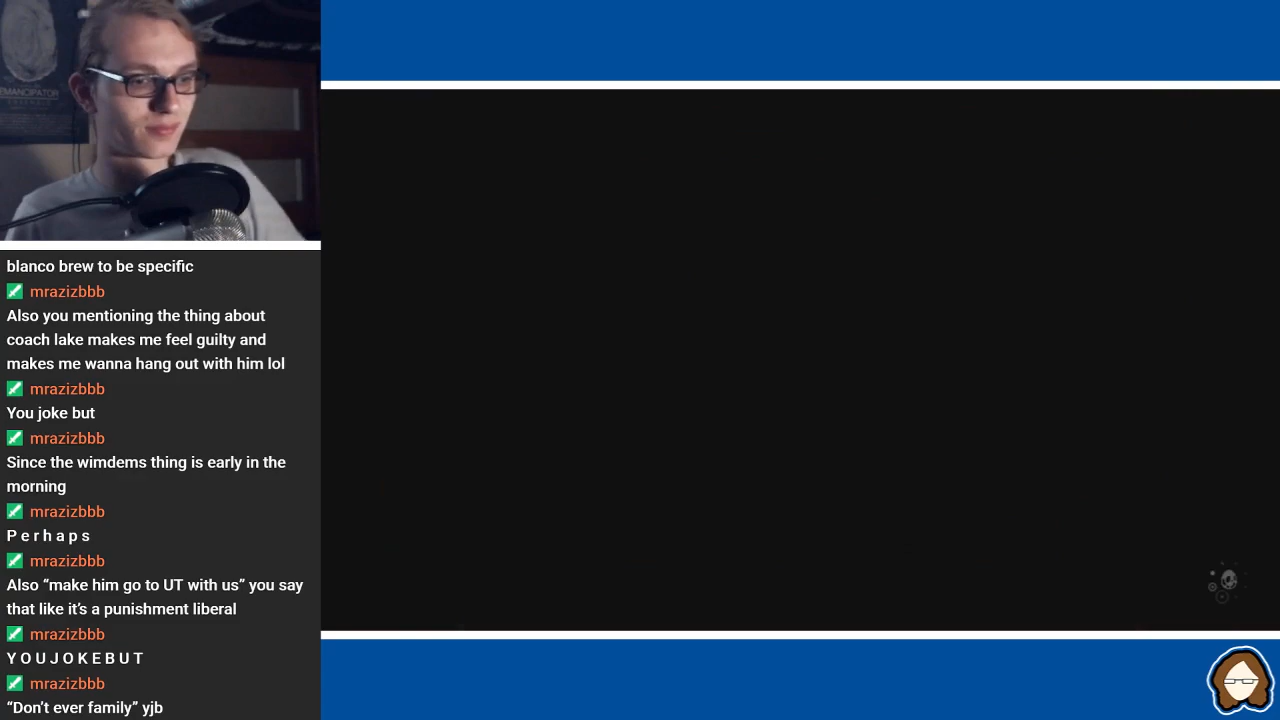 EMANCIPATOR
ENSEMBLE
blanco brew to be specific
mrazizbbb
Also you mentioning the thing about
coach lake makes me feel guilty and
makes me wanna hang out with him lol
mrazizbbb
You joke but
mrazizbbb
Since the wimdems thing is early in the
morning
mrazizbbb
P e r h a p s
mrazizbbb
Also “make him go to UT with us” you say
that like it’s a punishment liberal
mrazizbbb
Y O U J O K E B U T
mrazizbbb
“Don’t ever family” yjb